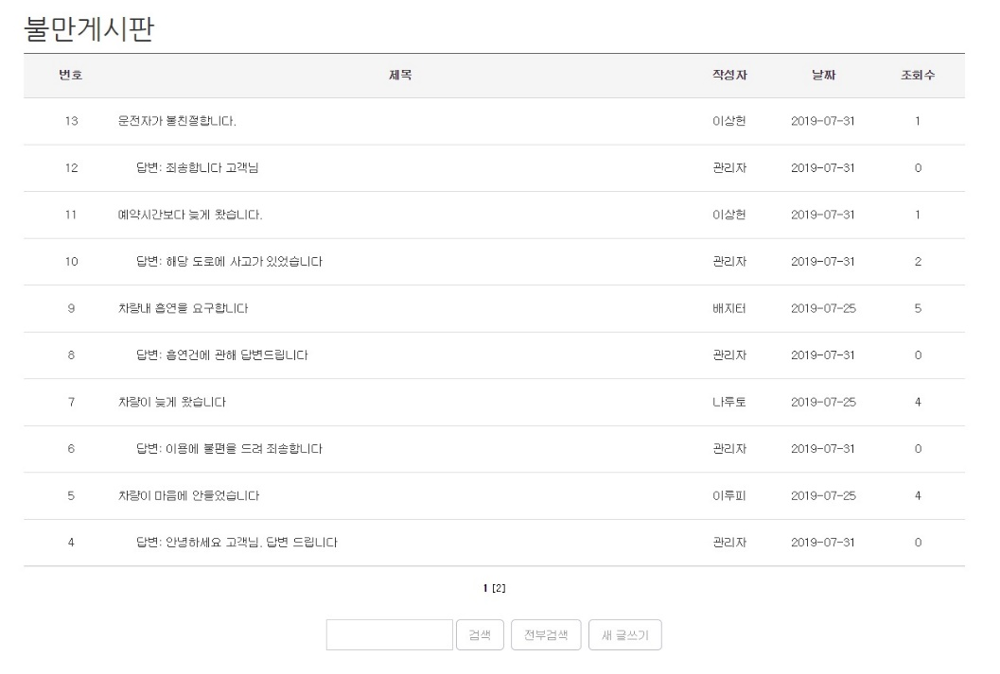 불만게시판
번호 제목 작성자 날짜 조회수
13 운전자가 불친절합니다. 이상헌 2019-07-31 1
12 답변: 죄송합니다 고객님 관리자 2019-07-31 0
11 예약시간보다 늦게 왔습니다. 이상헌 2019-07-31 1
10 답변: 해당 도로에 사고가 있었습니다 관리자 2019-07-31 2
9 차량내 흡연을 요구합니다 배지터 2019-07-25 5
8 답변: 흡연건에 관해 답변드립니다 관리자 2019-07-31 0
7 차량이 늦게 왔습니다 나루토 2019-07-25 4
6 답변: 이용에 불편을 드려 죄송합니다 관리자 2019-07-31 0
5 차량이 마음에 안들었습니다 이루피 2019-07-25 4
4 답변: 안녕하세요 고객님. 답변 드립니다 관리자 2019-07-31 0
1 [2]
검색 전부검색 새 글쓰기